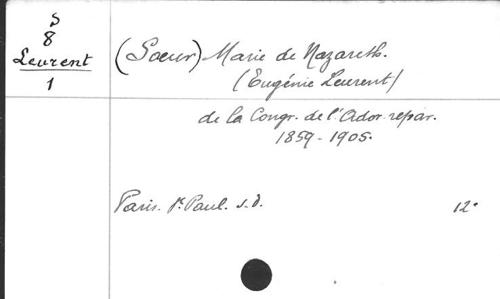 S
8
Leurent
1
(Soeur) Marie de Nazareth.
(Eugénie Leurent)
de la Congr. de l'Ador. répar.
1859-1905.
Paris. St Paul. s.d.
12°